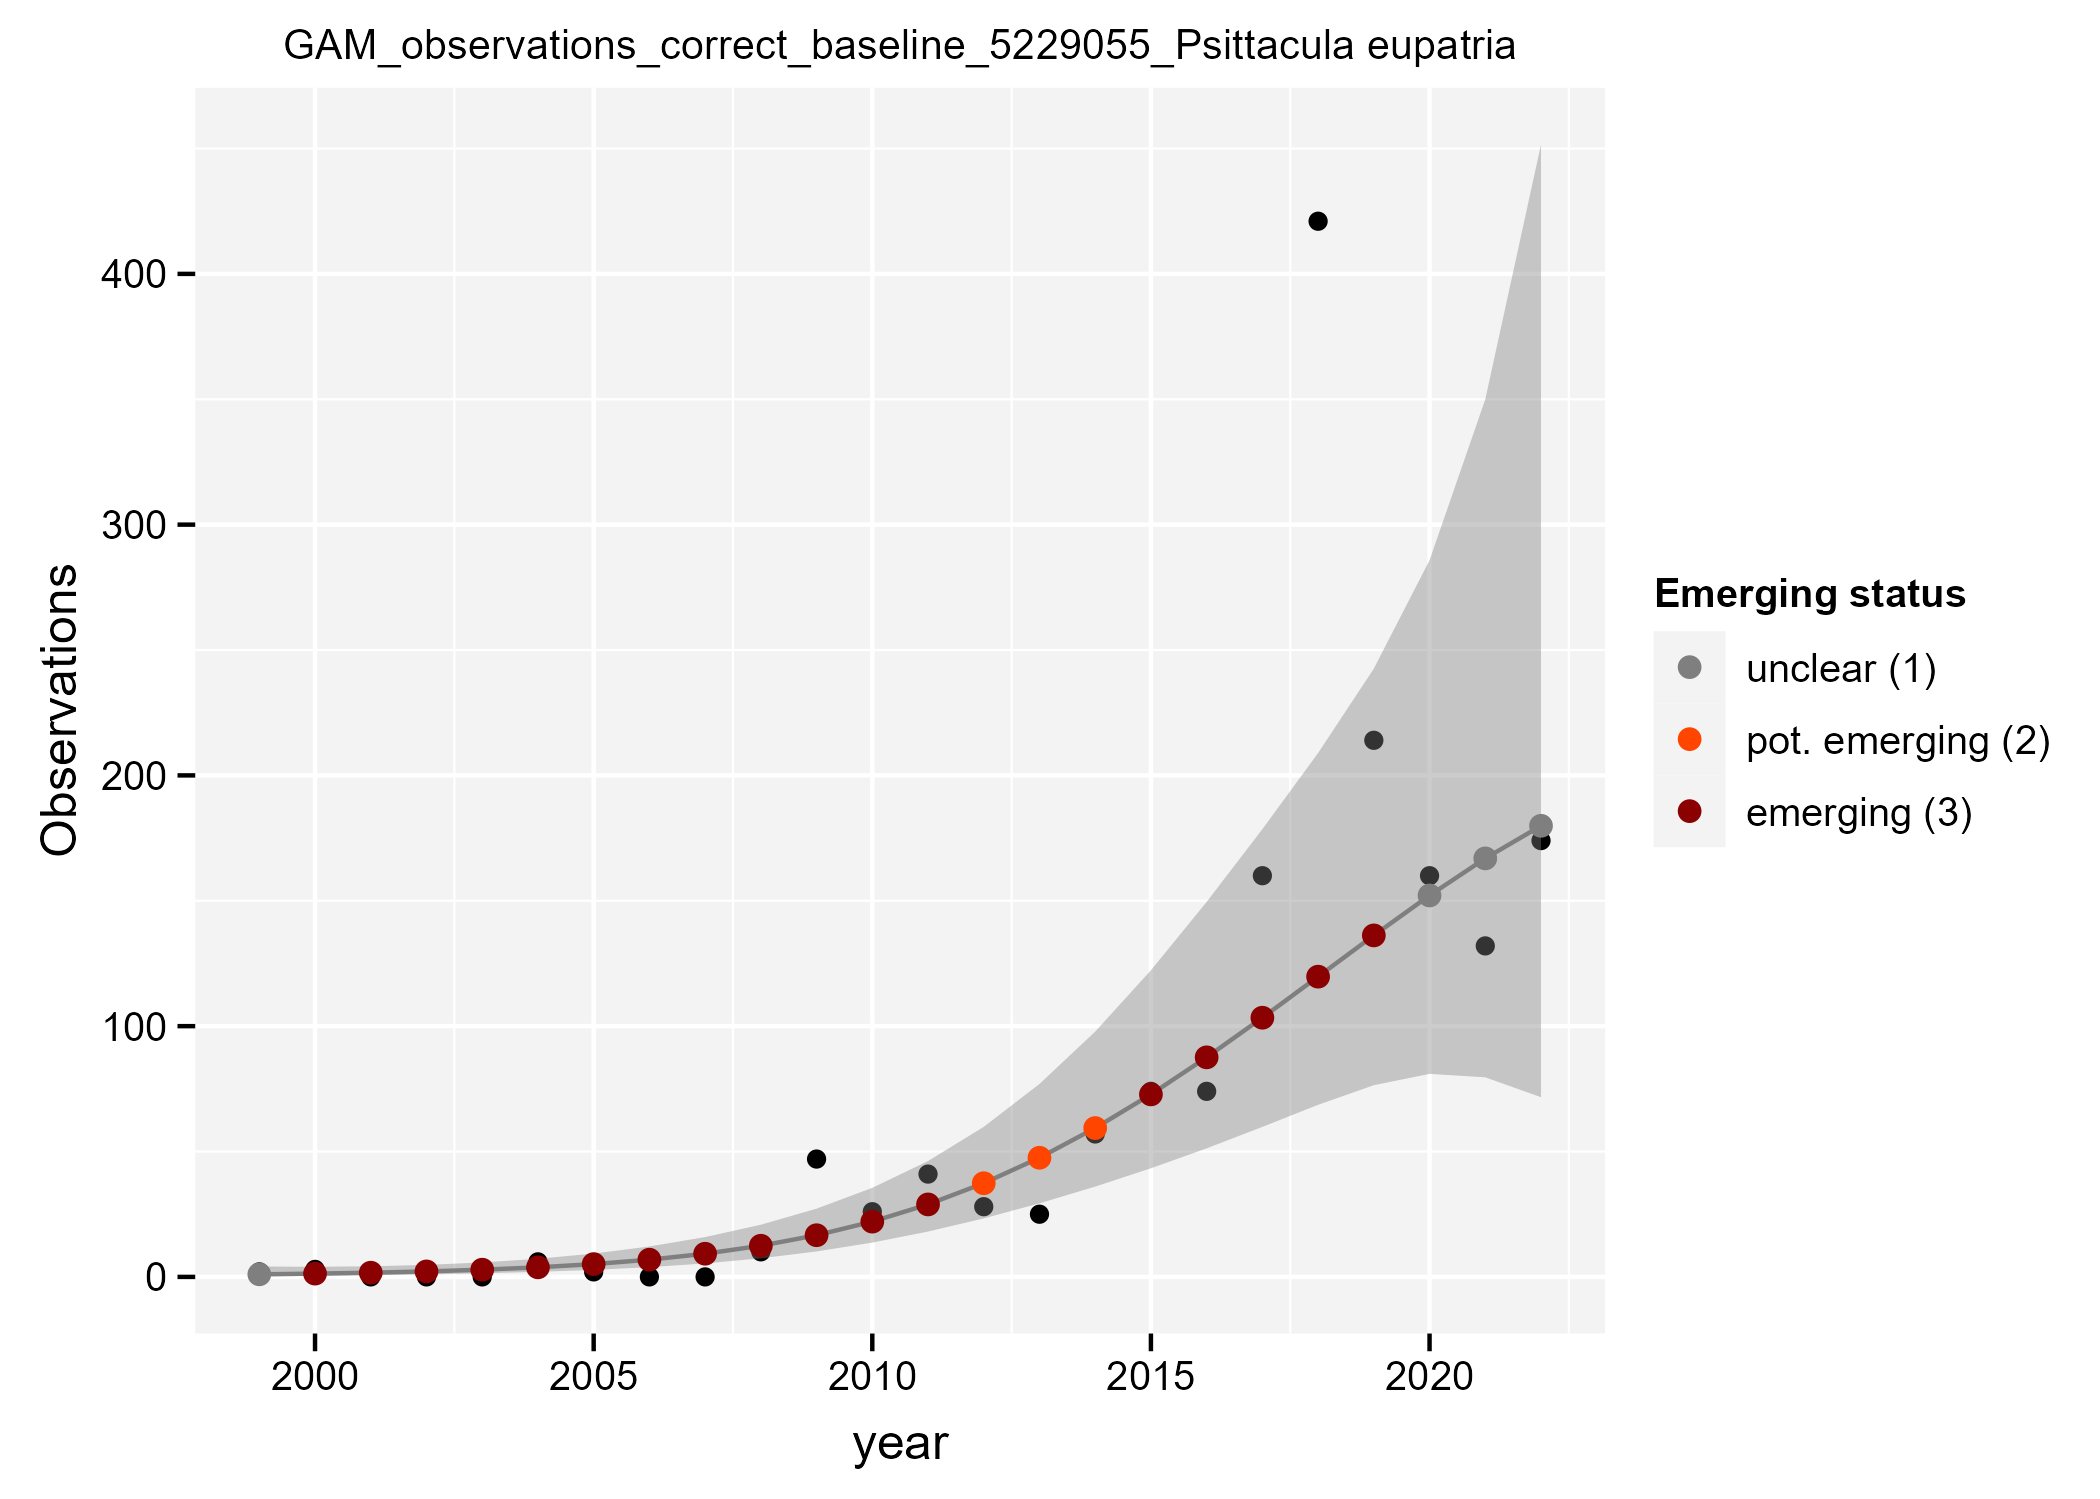 GAM_observations_correct_baseline_5229055_Psittacula eupatria
Observations
400
300
200
100
0
2000
2005
2010
2015
2020
year
Emerging status
unclear (1)
pot. emerging (2)
emerging (3)